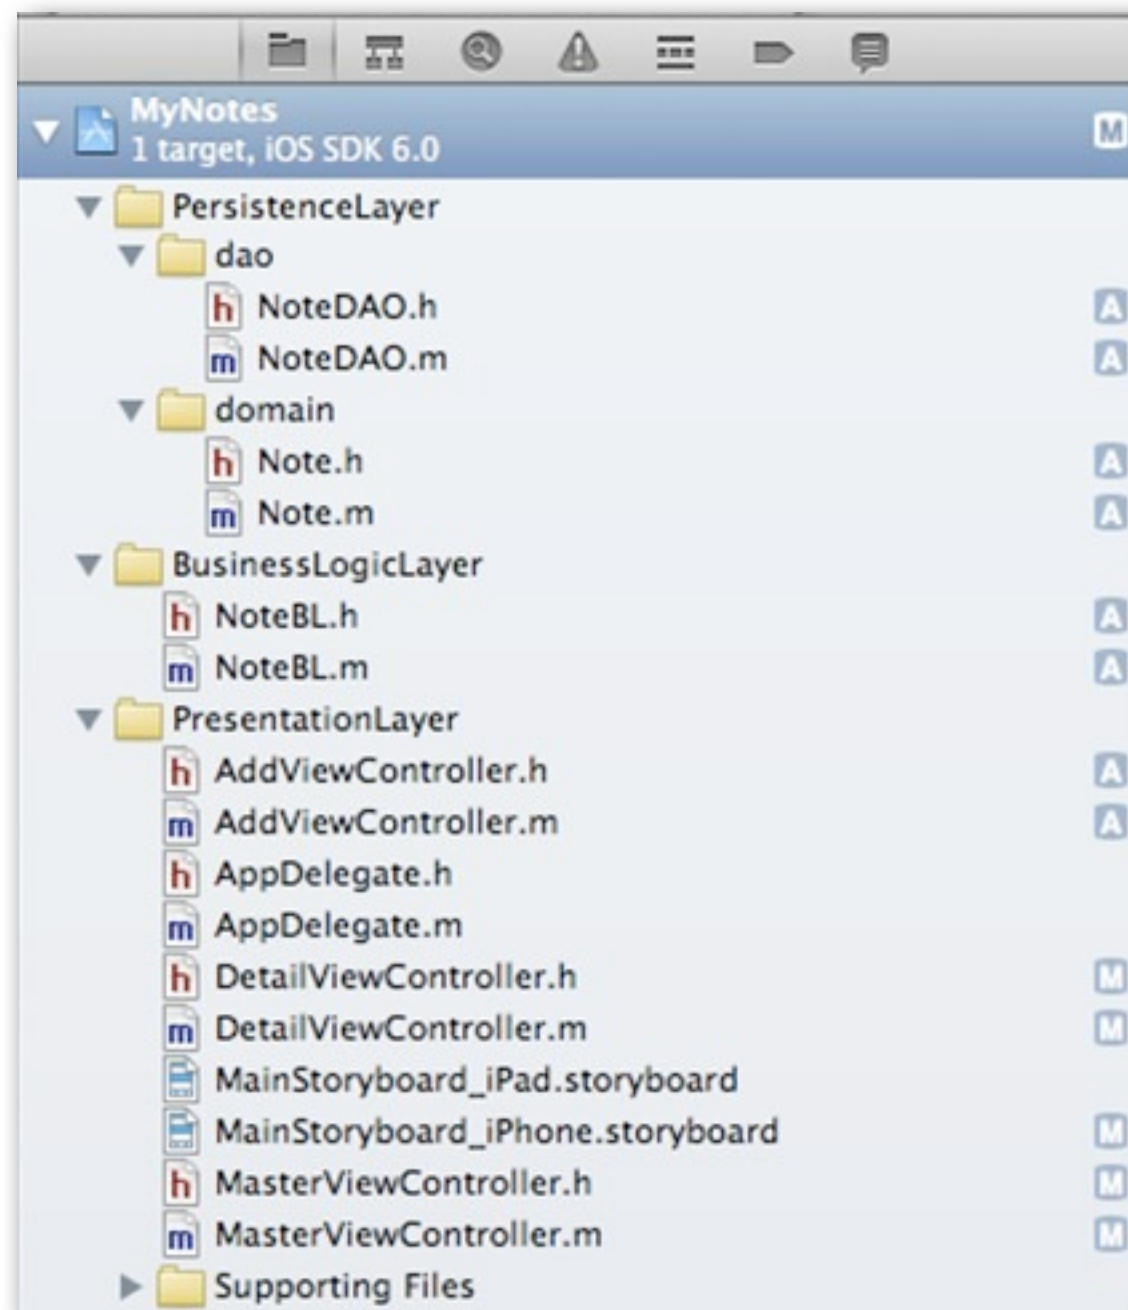 MyNotes
M
1 target, iOS SDK 6.0
PersistenceLayer
dao
h NoteDAO.h A
m NoteDAO.m A
domain
h Note.h A
m Note.m A
BusinessLogicLayer
h NoteBL.h A
m NoteBL.m A
PresentationLayer
h AddViewController.h A
m AddViewController.m A
h AppDelegate.h
m AppDelegate.m
h DetailViewController.h M
m DetailViewController.m M
MainStoryboard_iPad.storyboard
MainStoryboard_iPhone.storyboard M
h MasterViewController.h M
m MasterViewController.m M
Supporting Files